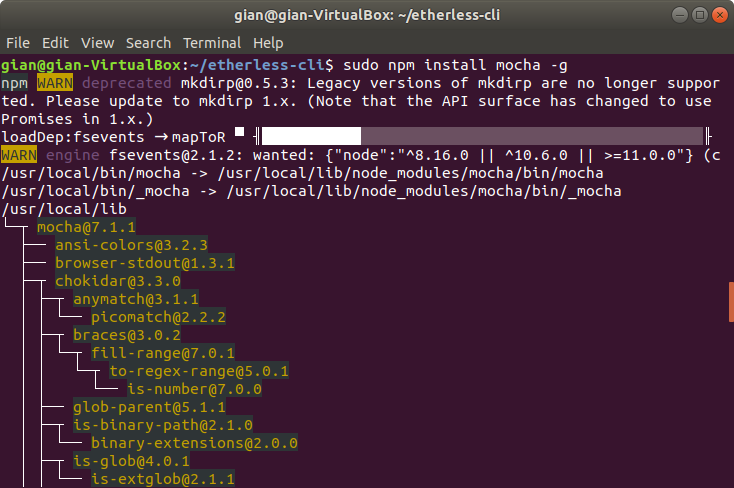 gian@gian-VirtualBox: ~/etherless-cli
File Edit View Search Terminal Help
gian@gian-VirtualBox:~/etherless-cli$ sudo npm install mocha -g
npm WARN deprecated mkdirp@0.5.3: Legacy versions of mkdirp are no longer suppor
ted. Please update to mkdirp 1.x. (Note that the API surface has changed to use
Promises in 1.x.)
loadDep:fsevents → mapToR
WARN engine fsevents@2.1.2: wanted: {"node":"^8.16.0 || ^10.6.0 || >=11.0.0"} (c
/usr/local/bin/mocha -> /usr/local/lib/node_modules/mocha/bin/mocha
/usr/local/bin/_mocha -> /usr/local/lib/node_modules/mocha/bin/_mocha
/usr/local/lib
mocha@7.1.1
ansi-colors@3.2.3
browser-stdout@1.3.1
chokidar@3.3.0
anymatch@3.1.1
picomatch@2.2.2
braces@3.0.2
fill-range@7.0.1
to-regex-range@5.0.1
is-number@7.0.0
glob-parent@5.1.1
is-binary-path@2.1.0
binary-extensions@2.0.0
is-glob@4.0.1
is-extglob@2.1.1